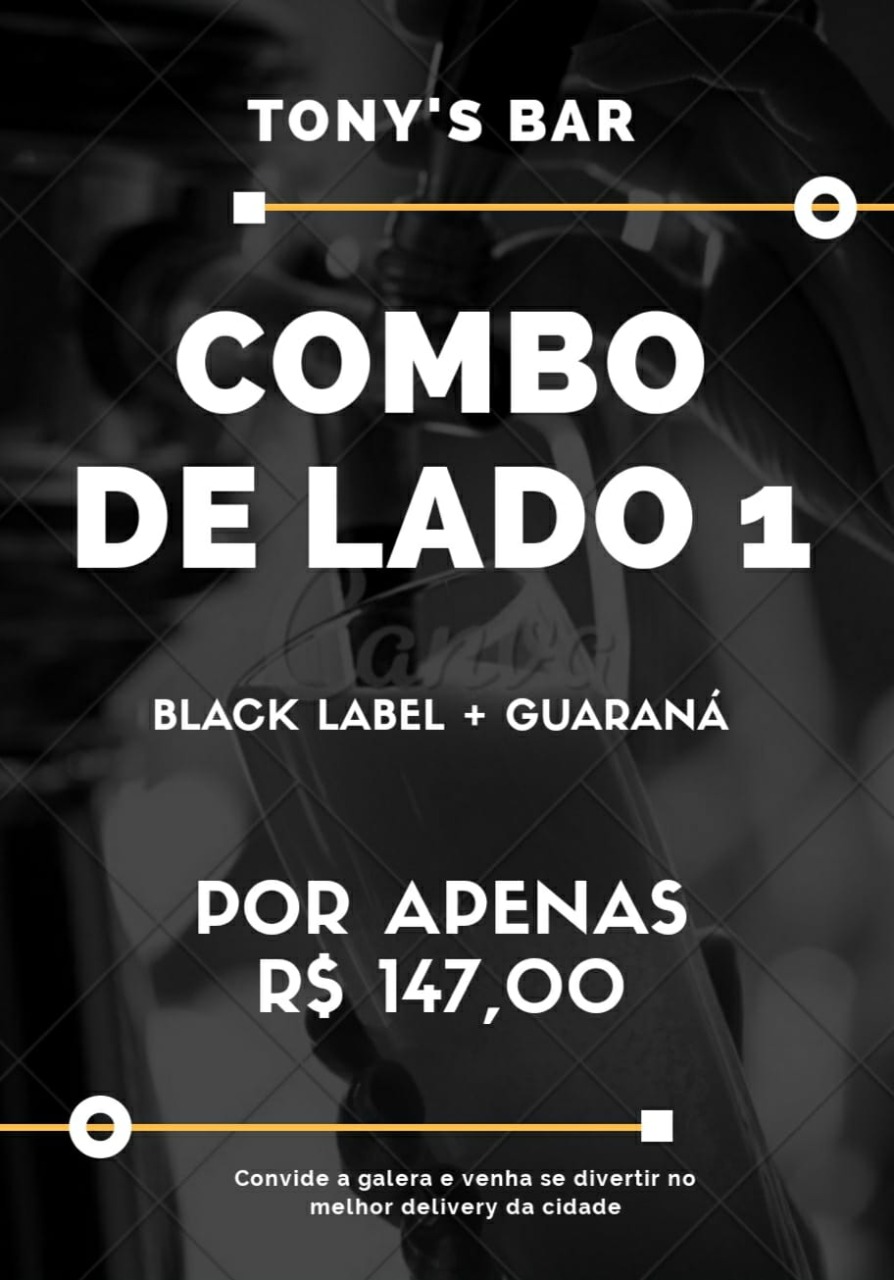 TONY'S BAR
COMBO
DE LADO 1
Canva
BLACK LABEL + GUARANÁ
POR APENAS
R$ 147,00
Convide a galera e venha se divertir no
melhor delivery da cidade